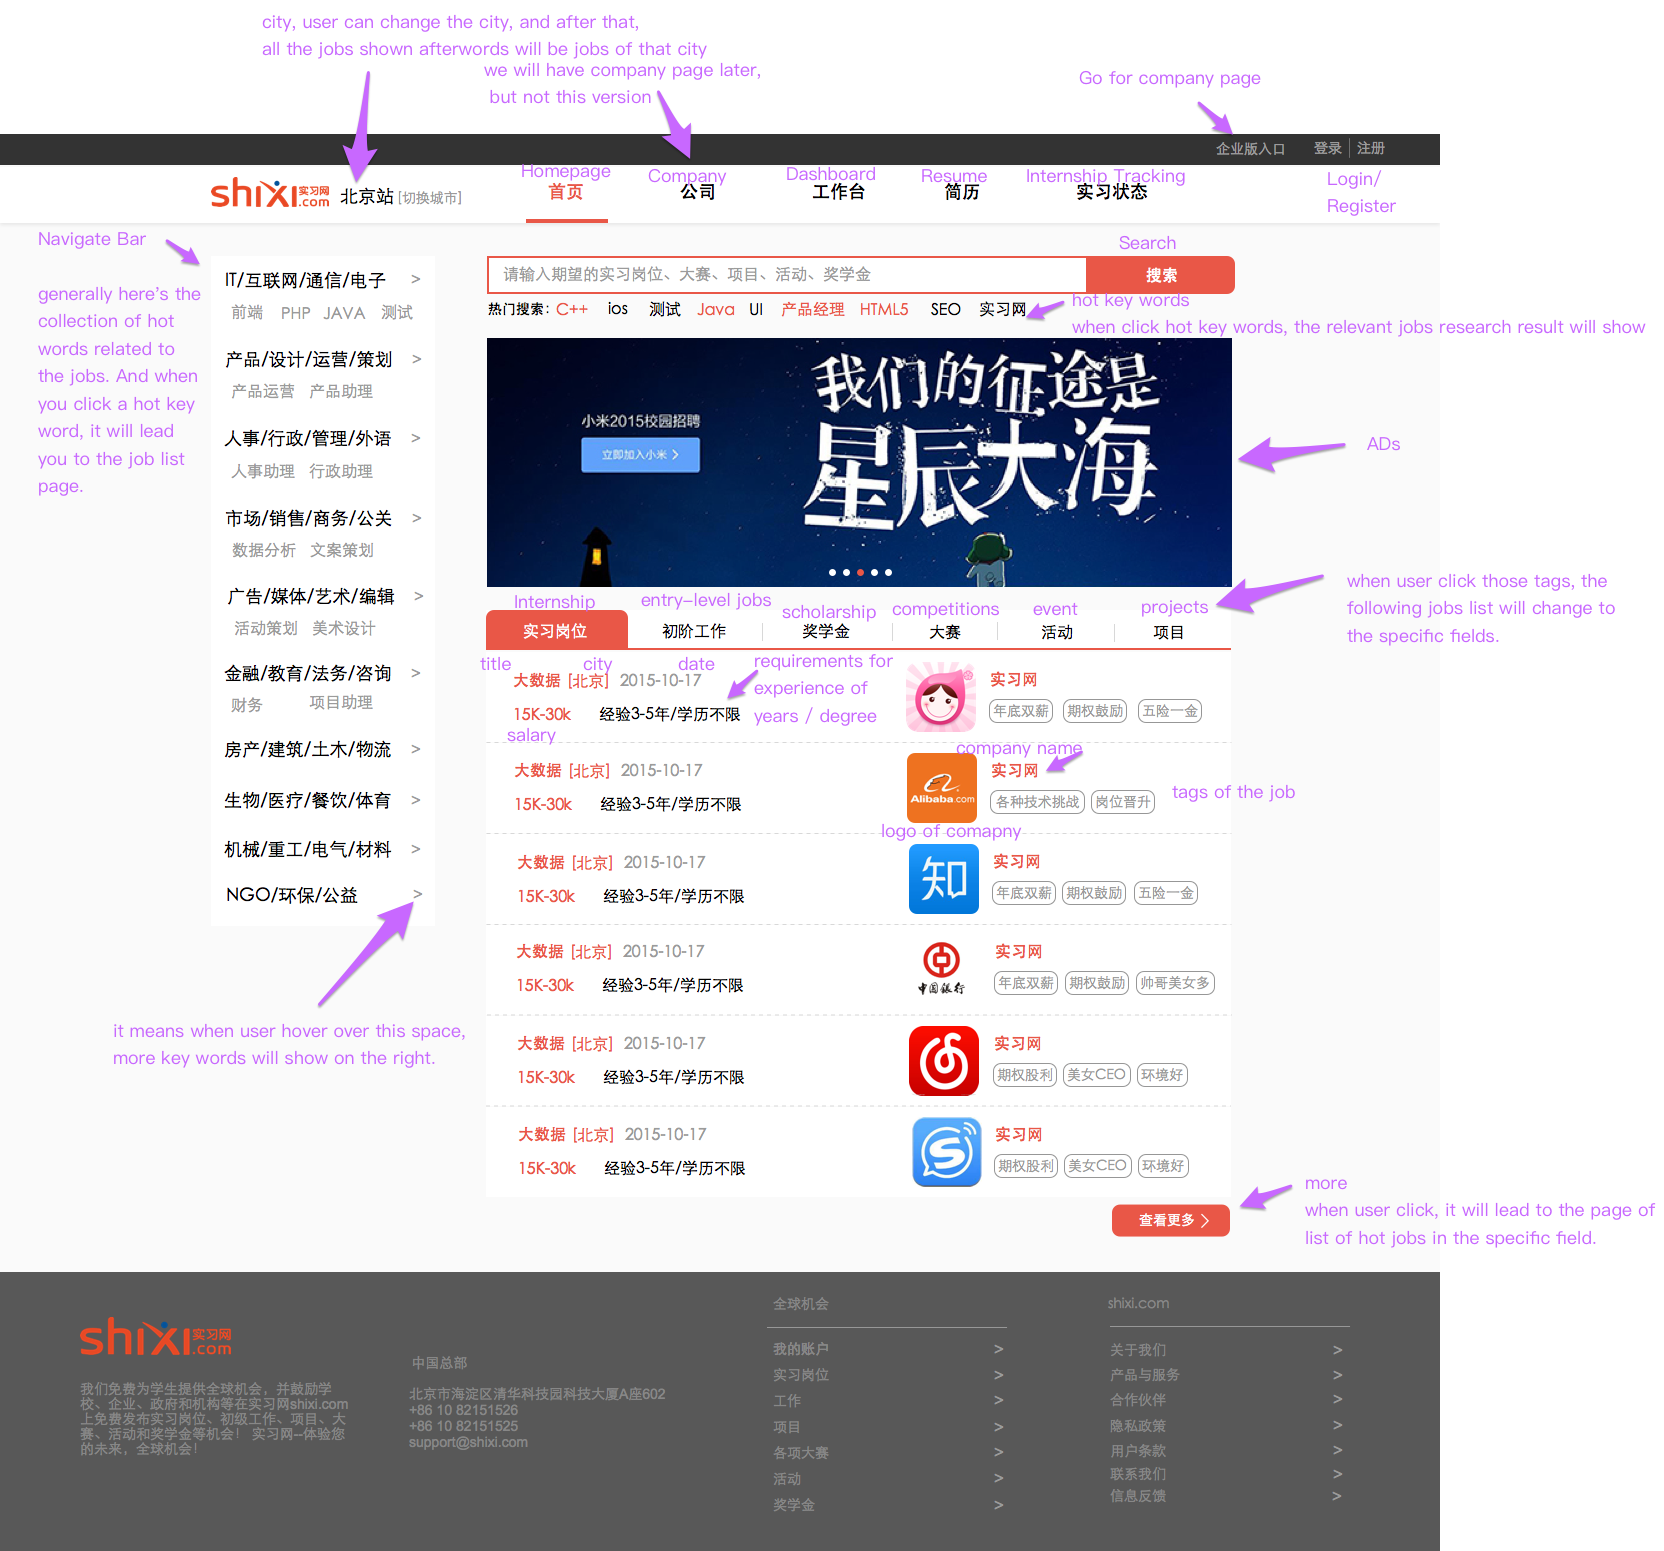 city, user can change the city, and after that,
all the jobs shown afterwords will be jobs of that city
we will have company page later,
but not this version
Go for company page
企业版入口 登录 注册
Homepage Company Dashboard Resume Internship Tracking
shixi实习网.com 北京站 [切换城市] 首页 公司 工作台 简历 实习状态
Login/
Register
Navigate Bar
generally here's the
collection of hot
words related to
the jobs. And when
you click a hot key
word, it will lead
you to the job list
page.
IT/互联网/通信/电子 >
前端 PHP JAVA 测试
产品/设计/运营/策划 >
产品运营 产品助理
人事/行政/管理/外语 >
人事助理 行政助理
市场/销售/商务/公关 >
数据分析 文案策划
广告/媒体/艺术/编辑 >
活动策划 美术设计
金融/教育/法务/咨询 >
财务 项目助理
房产/建筑/土木/物流 >
生物/医疗/餐饮/体育 >
机械/重工/电气/材料 >
NGO/环保/公益 >
it means when user hover over this space,
more key words will show on the right.
Search
请输入期望的实习岗位、大赛、项目、活动、奖学金 搜索
热门搜索: C++ ios 测试 Java UI 产品经理 HTML5 SEO 实习网
hot key words
when click hot key words, the relevant jobs research result will show
我们的征途是
星辰大海
小米2015校园招聘
立即加入小米 >
ADs
when user click those tags, the
following jobs list will change to
the specific fields.
Internship entry-level jobs scholarship competitions event projects
实习岗位 初阶工作 奖学金 大赛 活动 项目
title city date
requirements for
experience of
years / degree
大数据 [北京] 2015-10-17 实习网
15K-30k 经验3-5年/学历不限 年底双薪 期权鼓励 五险一金
salary
company name
大数据 [北京] 2015-10-17 Alibaba.com 实习网
15K-30k 经验3-5年/学历不限 各种技术挑战 岗位晋升
tags of the job
logo of comapny
大数据 [北京] 2015-10-17 知 实习网
15K-30k 经验3-5年/学历不限 年底双薪 期权鼓励 五险一金
大数据 [北京] 2015-10-17 实习网
15K-30k 经验3-5年/学历不限 中国银行 年底双薪 期权鼓励 帅哥美女多
大数据 [北京] 2015-10-17 实习网
15K-30k 经验3-5年/学历不限 期权股利 美女CEO 环境好
大数据 [北京] 2015-10-17 S 实习网
15K-30k 经验3-5年/学历不限 期权股利 美女CEO 环境好
查看更多 >
more
when user click, it will lead to the page of
list of hot jobs in the specific field.
shixi实习网.com
我们免费为学生提供全球机会，并鼓励学
校、企业、政府和机构等在实习网shixi.com
上免费发布实习岗位、初级工作、项目、大
赛、活动和奖学金等机会！ 实习网--体验您
的未来，全球机会！
中国总部
北京市海淀区清华科技园科技大厦A座602
+86 10 82151526
+86 10 82151525
support@shixi.com
全球机会
我的账户 >
实习岗位 >
工作 >
项目 >
各项大赛 >
活动 >
奖学金 >
shixi.com
关于我们 >
产品与服务 >
合作伙伴 >
隐私政策 >
用户条款 >
联系我们 >
信息反馈 >